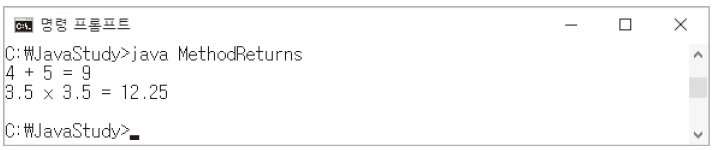 명령 프롬프트
C:₩JavaStudy>java MethodReturns
4 + 5 = 9
3.5 x 3.5 = 12.25
C:₩JavaStudy>